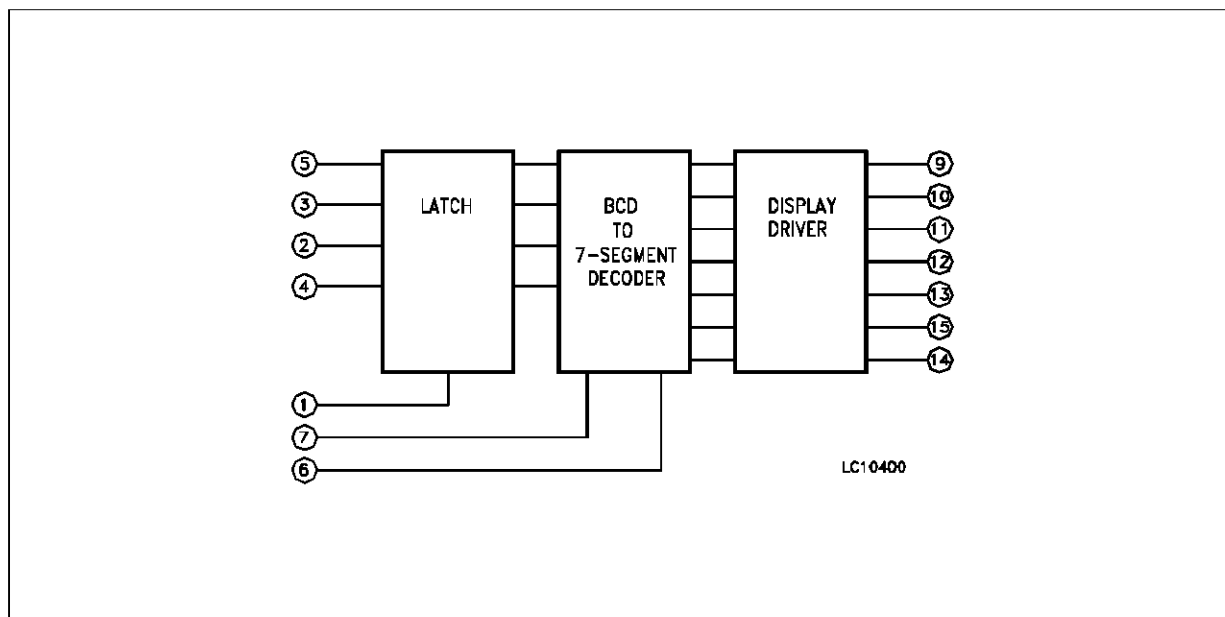 5
3
2
4
1
7
6
LATCH
BCD
TO
7-SEGMENT
DECODER
DISPLAY
DRIVER
9
10
11
12
13
15
14
LC10400